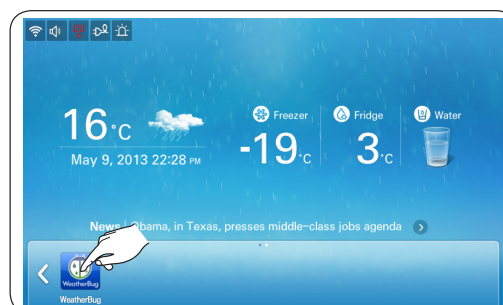 16°C
May 9, 2013 22:28 PM
Freezer
-19°C
Fridge
3°C
Water
News | Obama, in Texas, presses middle-class jobs agenda
WeatherBug
WeatherBug